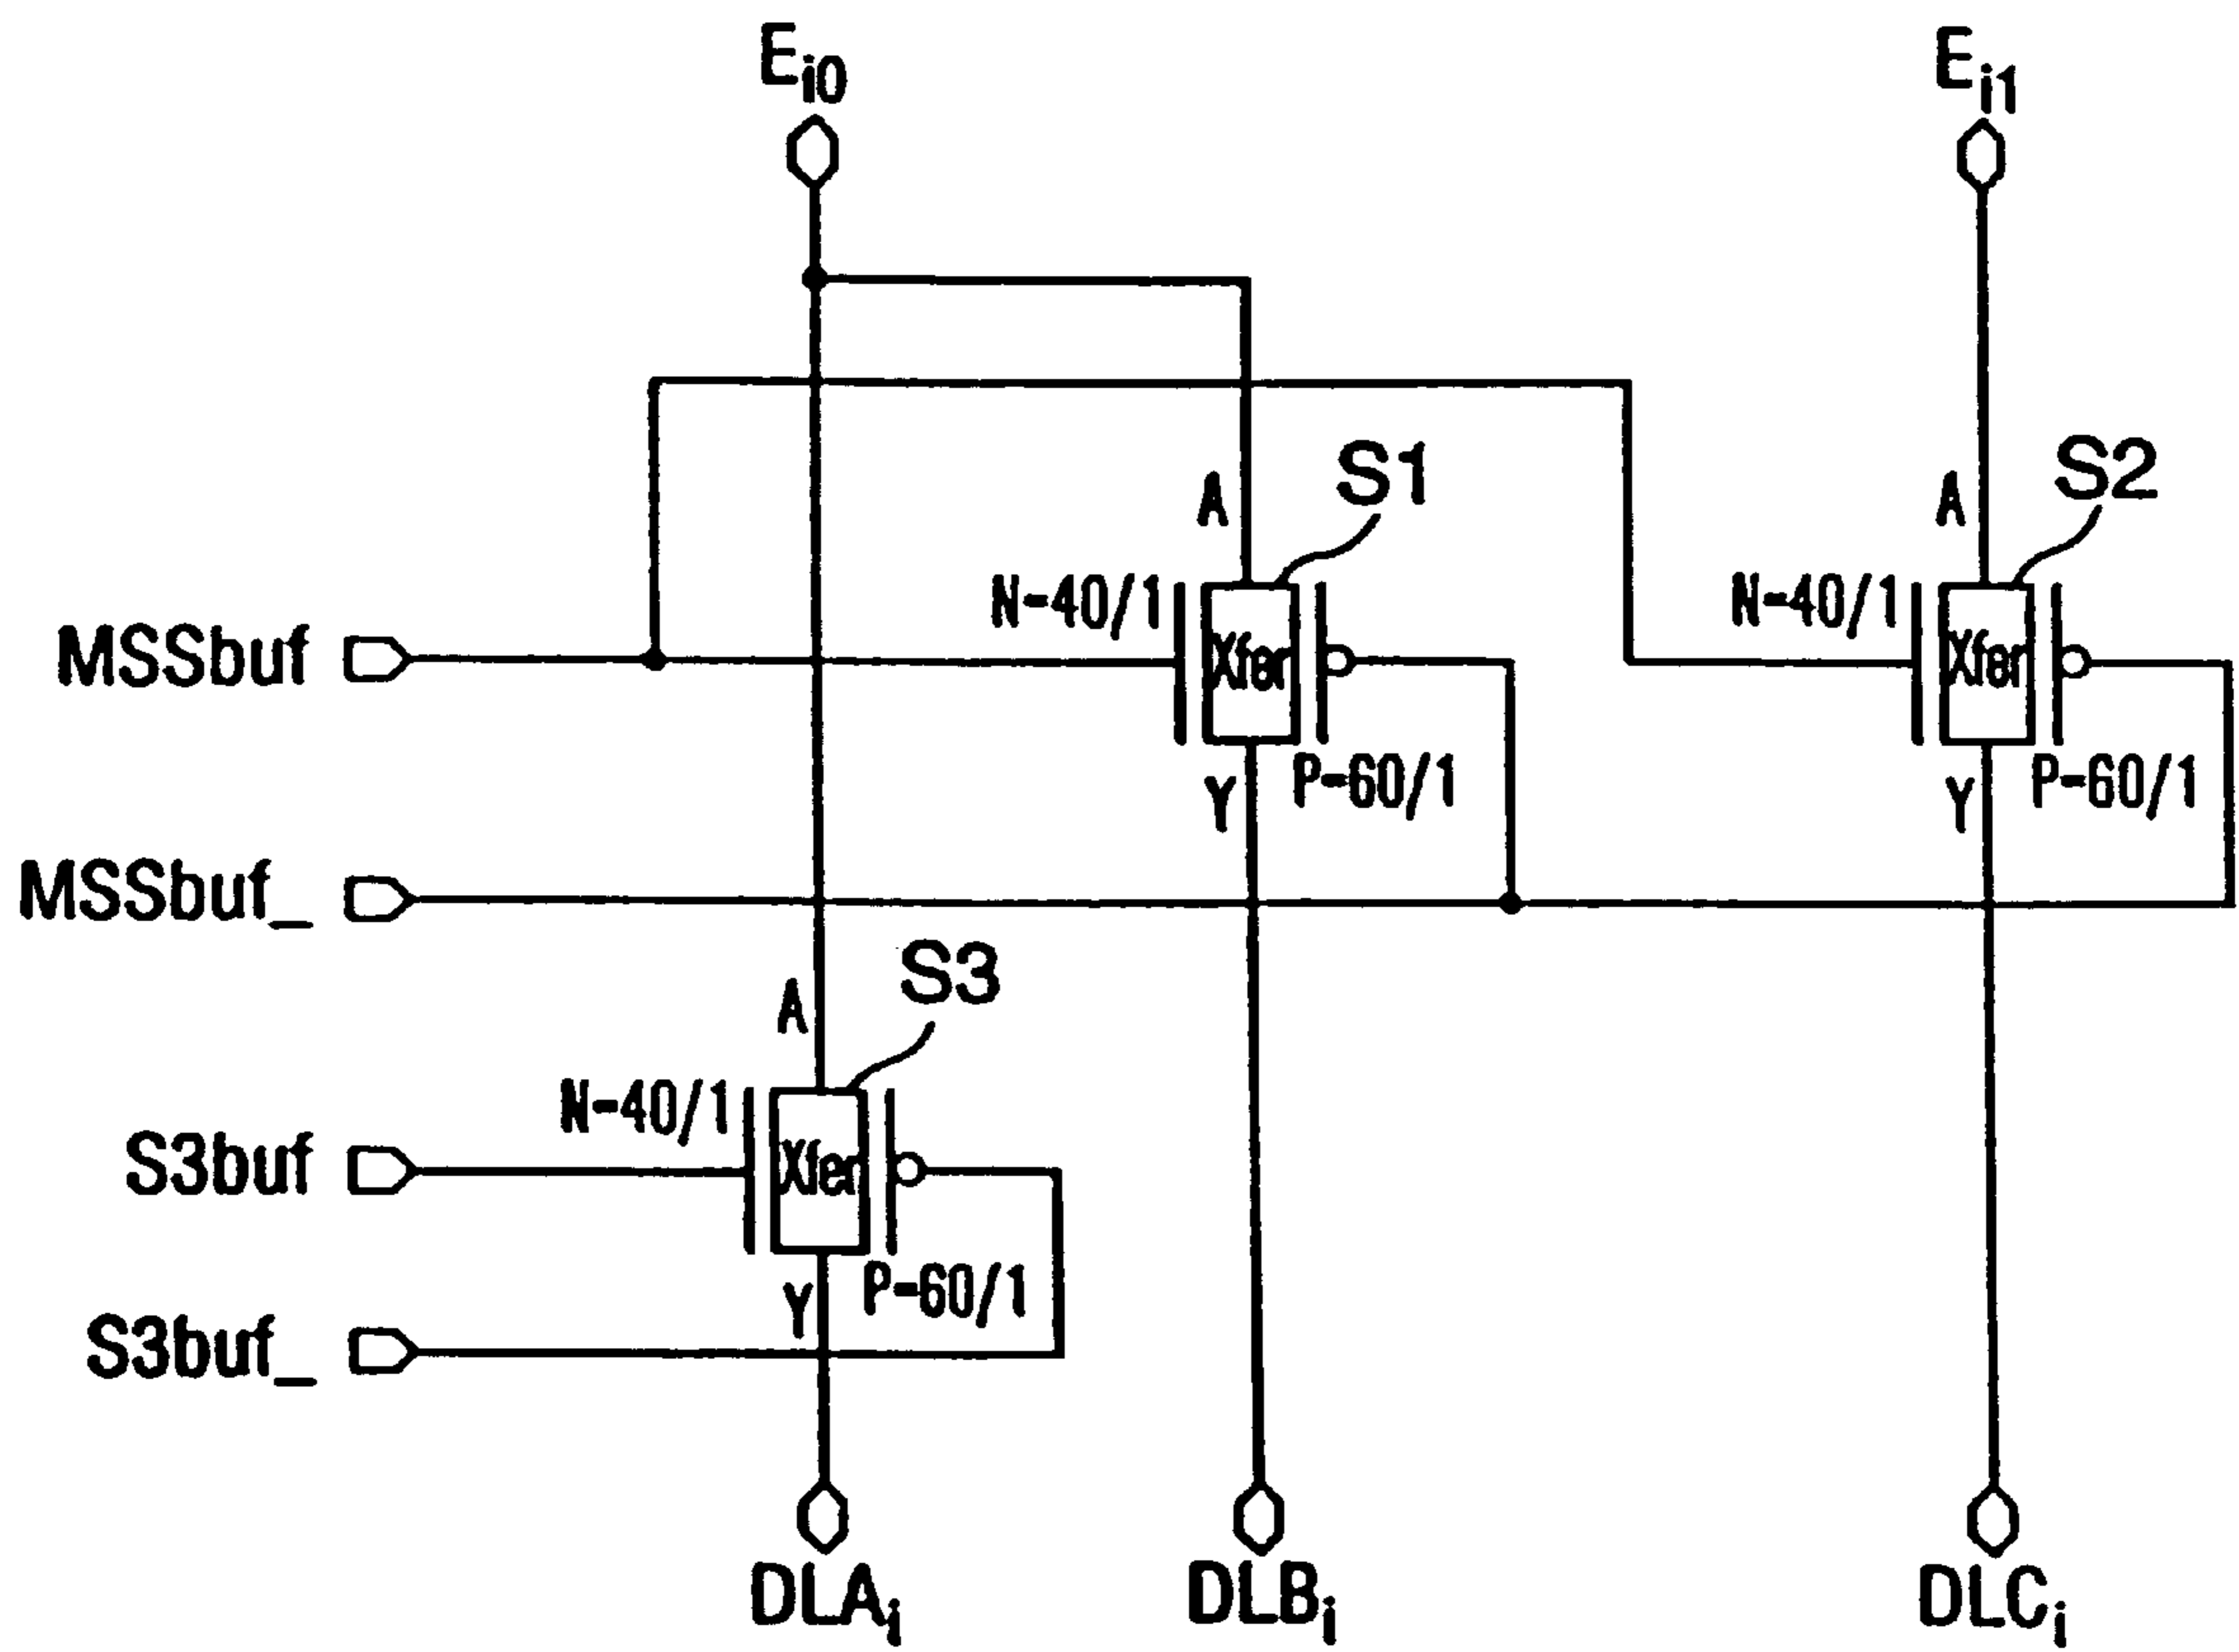 Ei0
Ei1
A
S1
A
S2
N=40/1
N=40/1
MSSbuf
Xfer
Xfer
Y
P=60/1
Y
P=60/1
MSSbuf_
A
S3
N=40/1
S3buf
Xfer
Y
P=60/1
S3buf_
DLAi
DLBi
DLCi